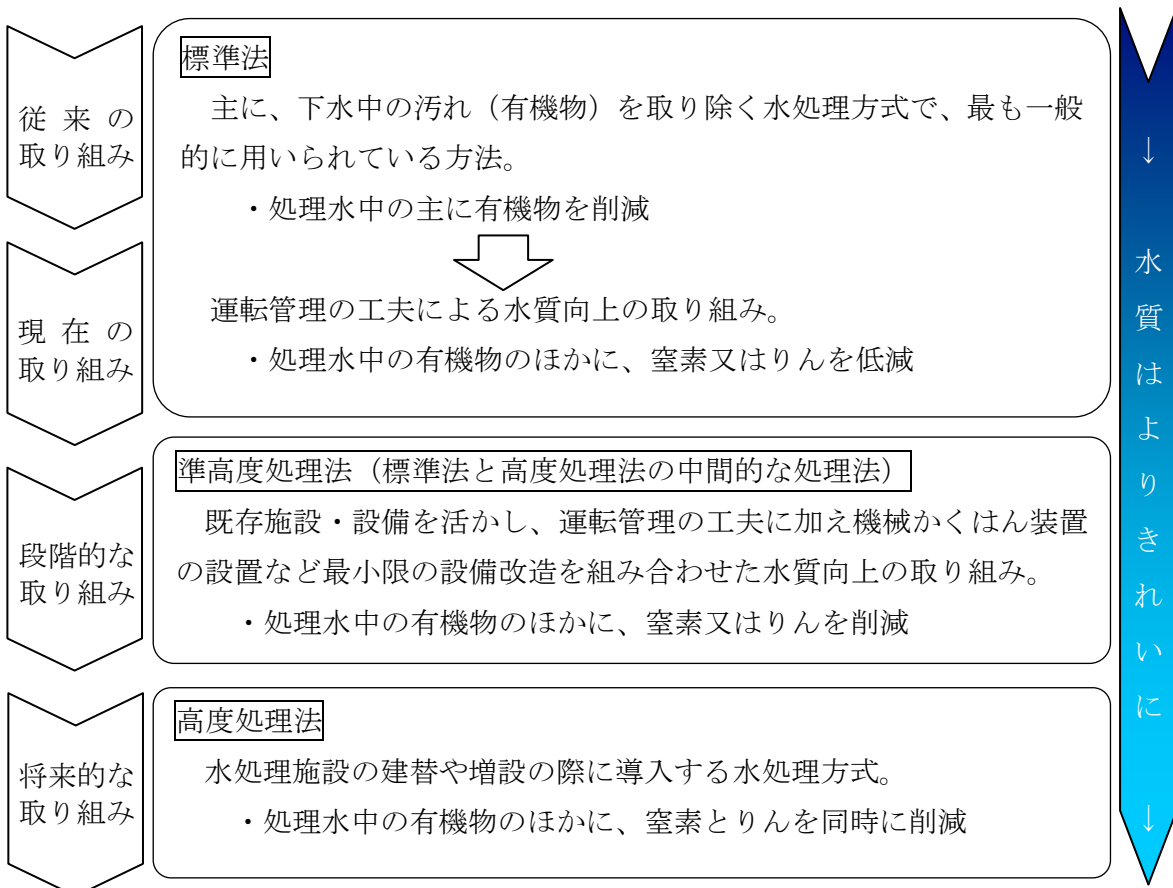 従来の
取り組み
標準法
主に、下水中の汚れ（有機物）を取り除く水処理方式で、最も一般
的に用いられている方法。
・処理水中の主に有機物を削減
現在の
取り組み
運転管理の工夫による水質向上の取り組み。
・処理水中の有機物のほかに、窒素又はりんを低減
段階的な
取り組み
準高度処理法（標準法と高度処理法の中間的な処理法）
既存施設・設備を活かし、運転管理の工夫に加え機械かくはん装置
の設置など最小限の設備改造を組み合わせた水質向上の取り組み。
・処理水中の有機物のほかに、窒素又はりんを削減
将来的な
取り組み
高度処理法
水処理施設の建替や増設の際に導入する水処理方式。
・処理水中の有機物のほかに、窒素とりんを同時に削減
↓水質はよりきれいに↓